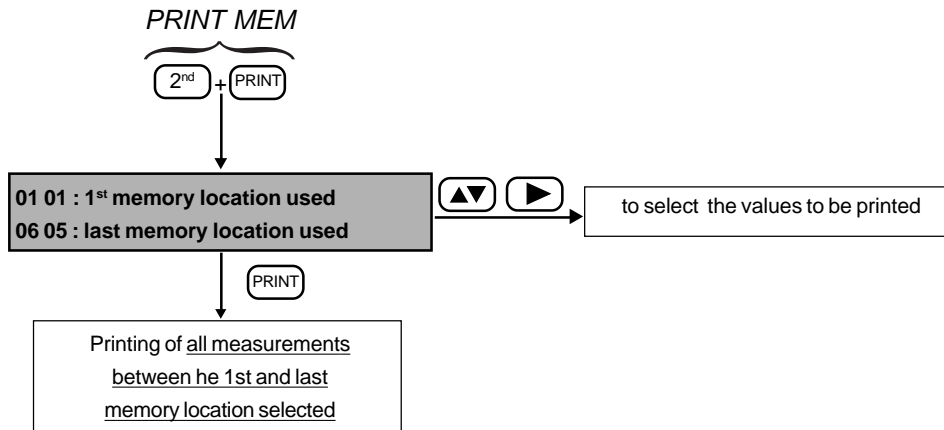 PRINT MEM
2nd + PRINT
01 01 : 1st memory location used
06 05 : last memory location used
to select the values to be printed
PRINT
Printing of all measurements
between he 1st and last
memory location selected